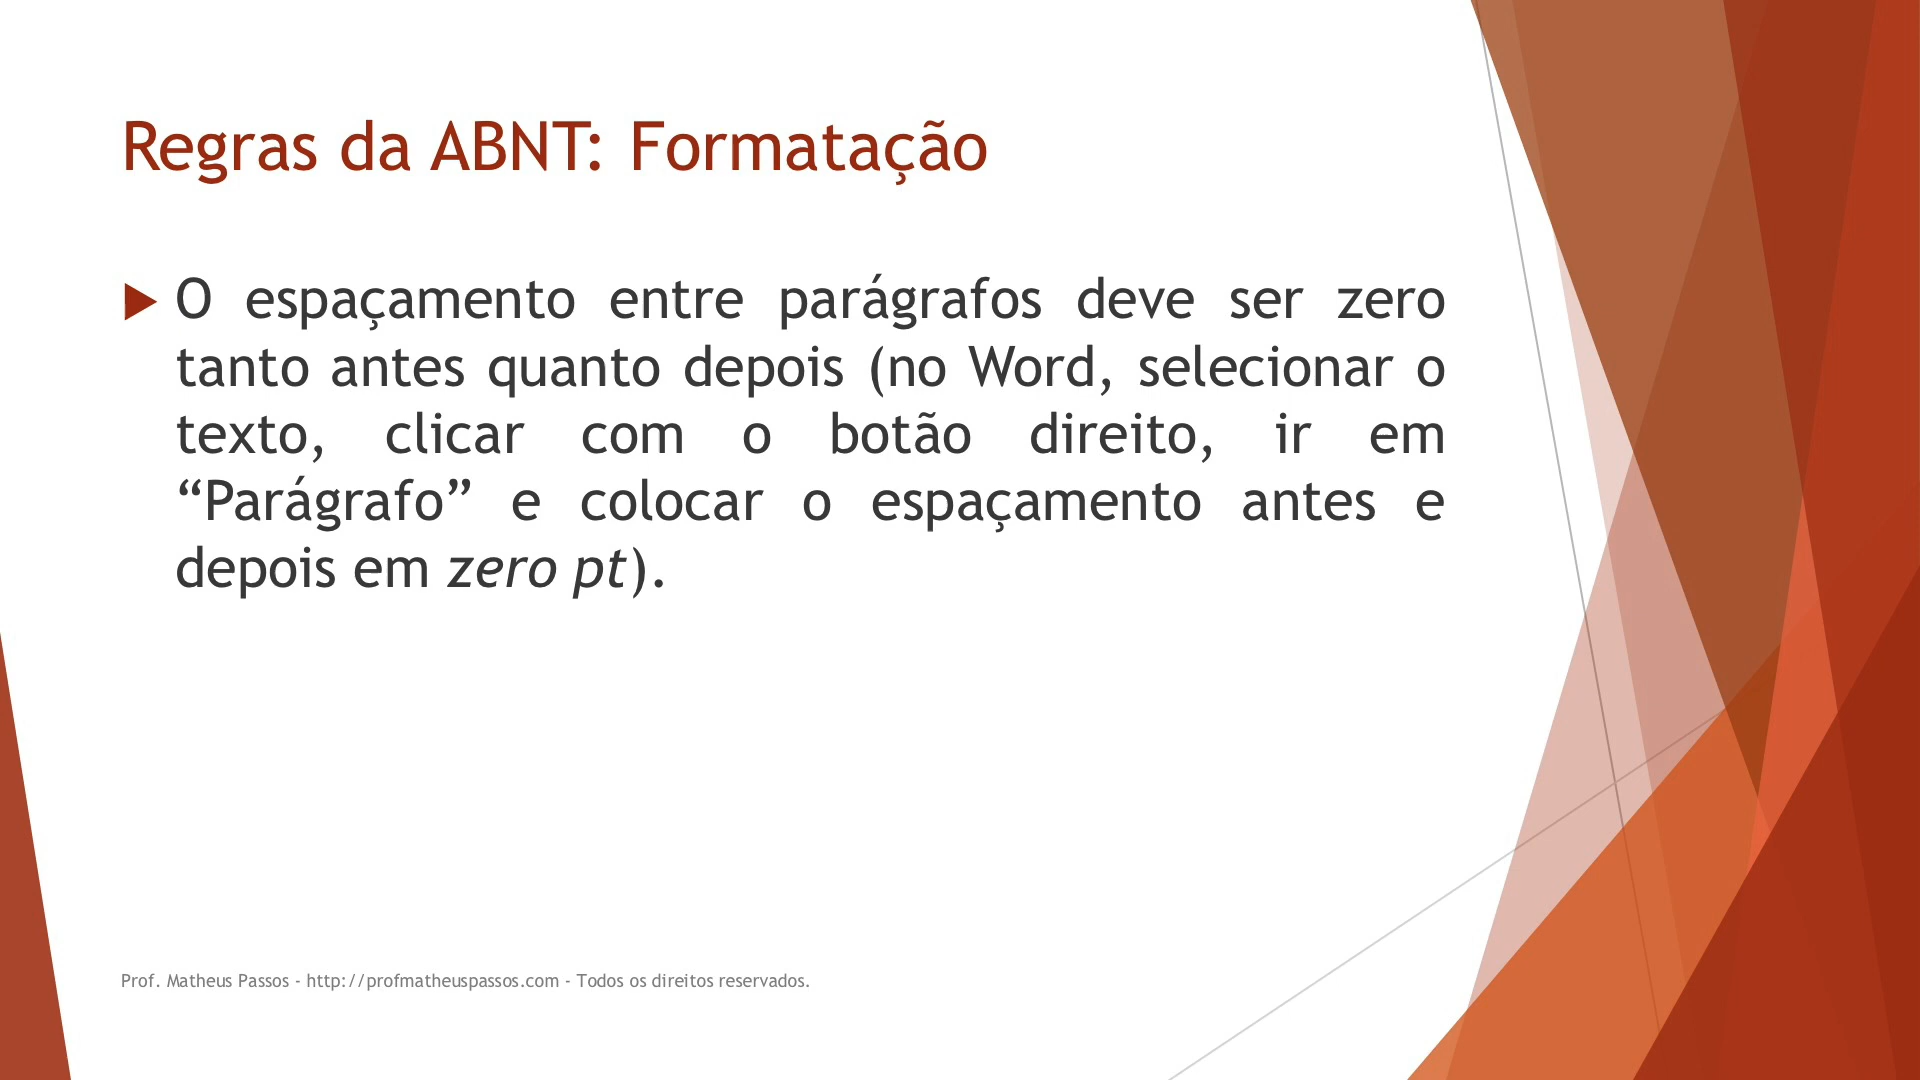 Regras da ABNT: Formatação
O espaçamento entre parágrafos deve ser zero
tanto antes quanto depois (no Word, selecionar o
texto, clicar com o botão direito, ir em
“Parágrafo” e colocar o espaçamento antes e
depois em zero pt).
Prof. Matheus Passos - http://profmatheuspassos.com - Todos os direitos reservados.